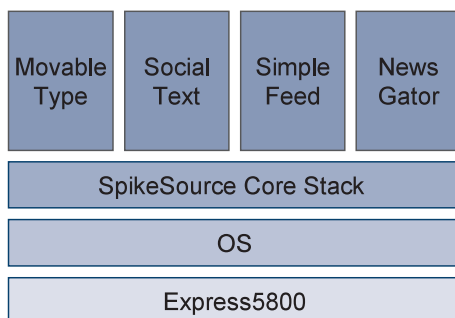 Movable
Type
Social
Text
Simple
Feed
News
Gator
SpikeSource Core Stack
OS
Express5800